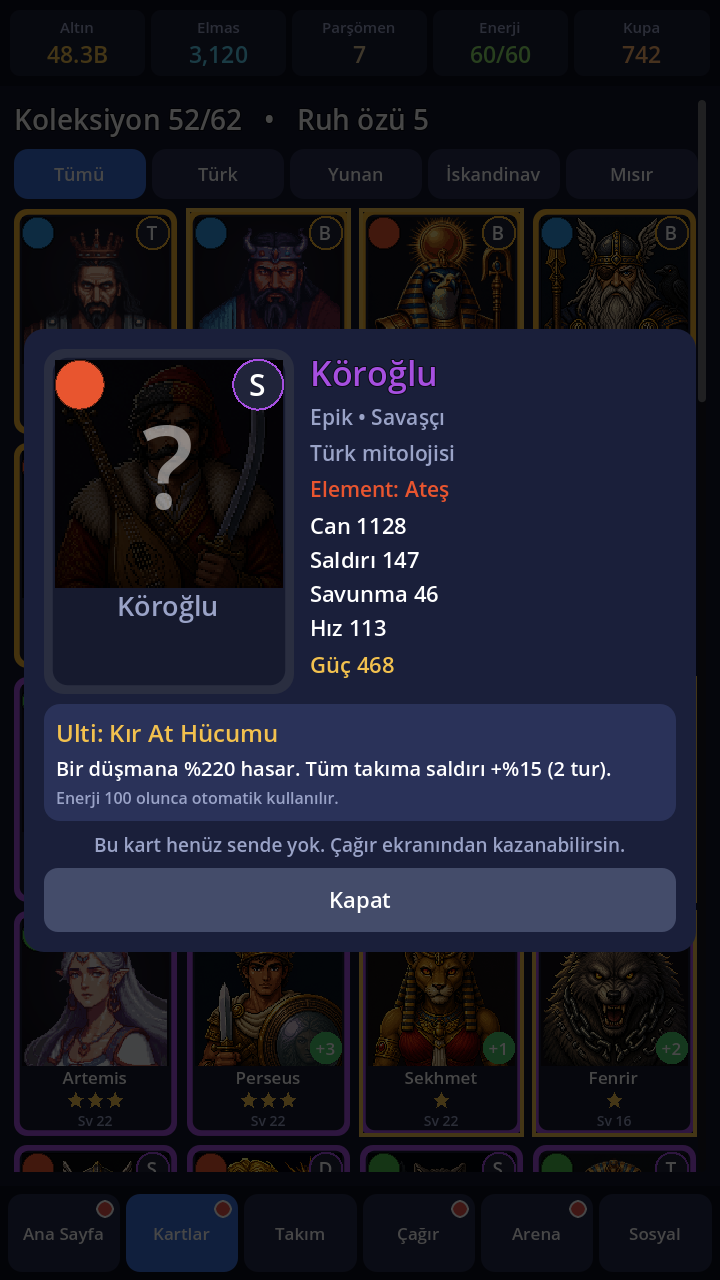 Altın
48.3B
Elmas
3,120
Parşömen
7
Enerji
60/60
Kupa
742
Koleksiyon 52/62 • Ruh özü 5
Tümü
Türk
Yunan
İskandinav
Mısır
T
B
B
B
S
?
Köroğlu
Köroğlu
Epik • Savaşçı
Türk mitolojisi
Element: Ateş
Can 1128
Saldırı 147
Savunma 46
Hız 113
Güç 468
Ulti: Kır At Hücumu
Bir düşmana %220 hasar. Tüm takıma saldırı +%15 (2 tur).
Enerji 100 olunca otomatik kullanılır.
Bu kart henüz sende yok. Çağır ekranından kazanabilirsin.
Kapat
Artemis
Sv 22
+3
Perseus
Sv 22
+1
Sekhmet
Sv 22
+2
Fenrir
Sv 16
S
D
S
T
Ana Sayfa
Kartlar
Takım
Çağır
Arena
Sosyal